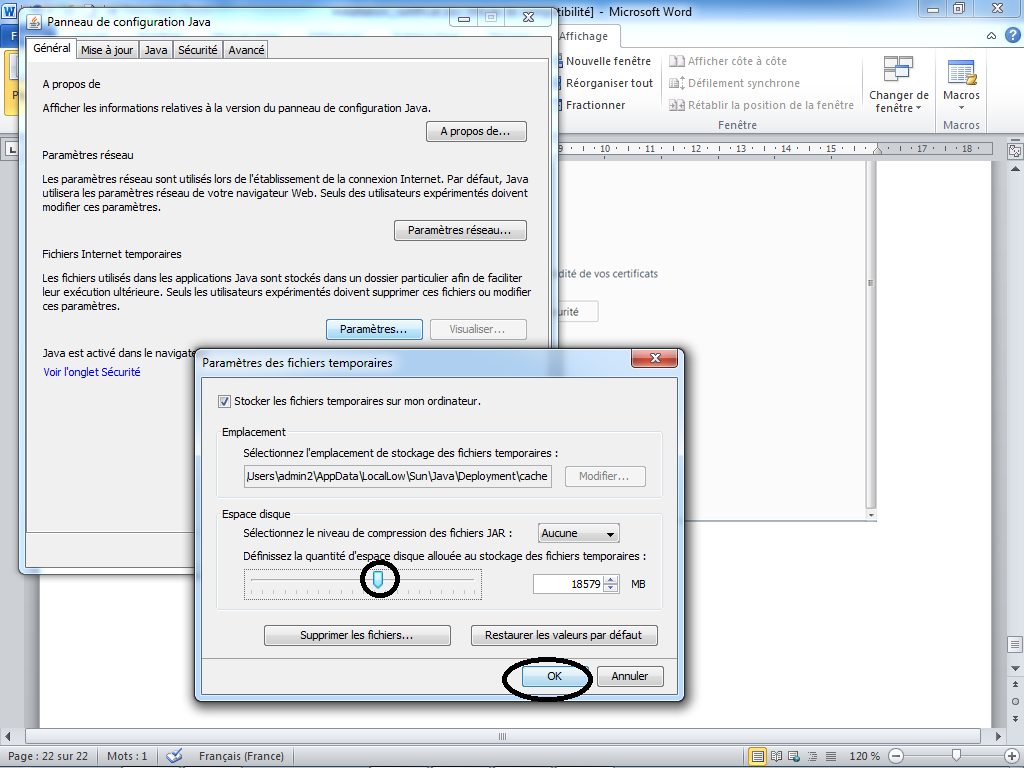 Panneau de configuration Java
tibilité] - Microsoft Word
F
Affichage
Général
Mise à jour
Java
Sécurité
Avancé
A propos de
Afficher les informations relatives à la version du panneau de configuration Java.
A propos de...
Paramètres réseau
Les paramètres réseau sont utilisés lors de l'établissement de la connexion Internet. Par défaut, Java
utilisera les paramètres réseau de votre navigateur Web. Seuls des utilisateurs expérimentés doivent
modifier ces paramètres.
Paramètres réseau...
Fichiers Internet temporaires
Les fichiers utilisés dans les applications Java sont stockés dans un dossier particulier afin de faciliter
leur exécution ultérieure. Seuls les utilisateurs expérimentés doivent supprimer ces fichiers ou modifier
ces paramètres.
Paramètres...
Visualiser...
Java est activé dans le navigate
Voir l'onglet Sécurité
Nouvelle fenêtre
Réorganiser tout
Fractionner
Afficher côte à côte
Défilement synchrone
Rétablir la position de la fenêtre
Changer de
fenêtre
Macros
Fenêtre
Macros
9 10 11 12 13 14 15 17 18
dité de vos certificats
urité
Paramètres des fichiers temporaires
Stocker les fichiers temporaires sur mon ordinateur.
Emplacement
Sélectionnez l'emplacement de stockage des fichiers temporaires :
Users\admin2\AppData\LocalLow\Sun\Java\Deployment\cache
Modifier...
Espace disque
Sélectionnez le niveau de compression des fichiers JAR :
Aucune
Définissez la quantité d'espace disque allouée au stockage des fichiers temporaires :
18579
MB
Supprimer les fichiers...
Restaurer les valeurs par défaut
OK
Annuler
Page : 22 sur 22
Mots : 1
Français (France)
120 %